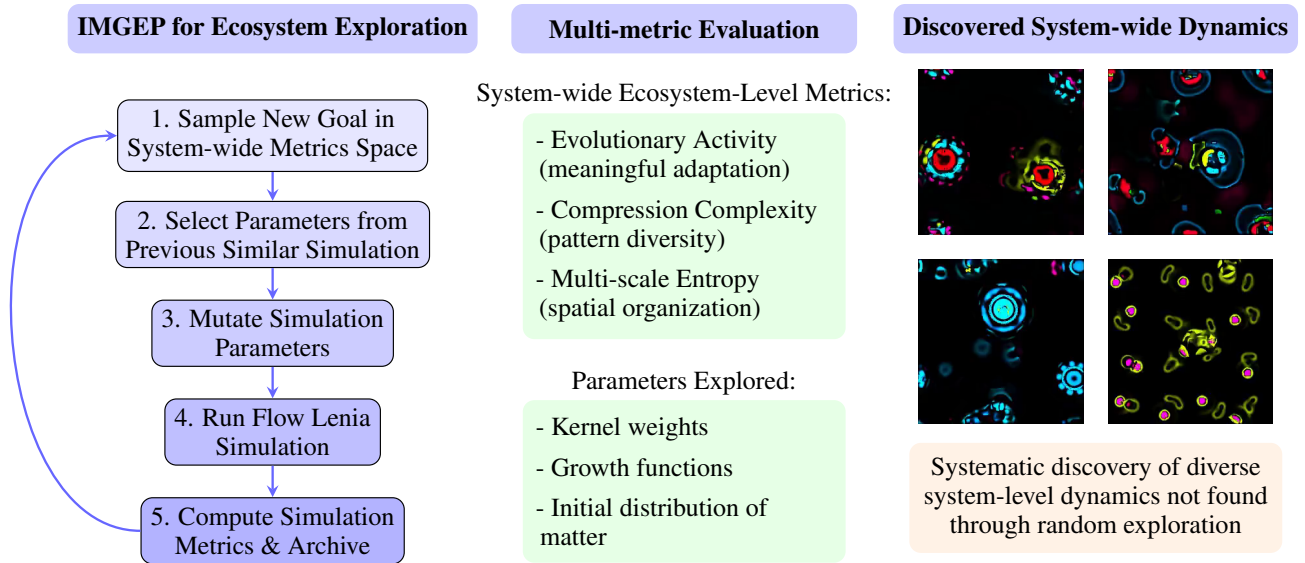 IMGEP for Ecosystem Exploration
1. Sample New Goal in
System-wide Metrics Space
2. Select Parameters from
Previous Similar Simulation
3. Mutate Simulation
Parameters
4. Run Flow Lenia
Simulation
5. Compute Simulation
Metrics & Archive
Multi-metric Evaluation
System-wide Ecosystem-Level Metrics:
- Evolutionary Activity
(meaningful adaptation)
- Compression Complexity
(pattern diversity)
- Multi-scale Entropy
(spatial organization)
Parameters Explored:
- Kernel weights
- Growth functions
- Initial distribution of
matter
Discovered System-wide Dynamics
Systematic discovery of diverse
system-level dynamics not found
through random exploration